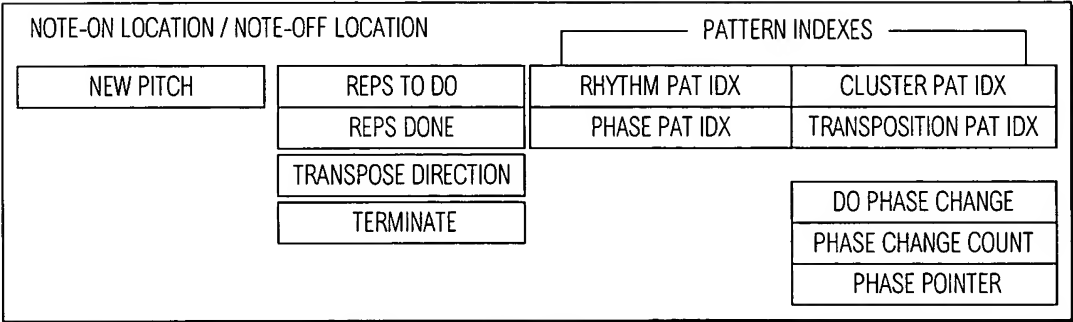 NOTE-ON LOCATION / NOTE-OFF LOCATION
PATTERN INDEXES
NEW PITCH
REPS TO DO
REPS DONE
TRANSPOSE DIRECTION
TERMINATE
RHYTHM PAT IDX
CLUSTER PAT IDX
PHASE PAT IDX
TRANSPOSITION PAT IDX
DO PHASE CHANGE
PHASE CHANGE COUNT
PHASE POINTER